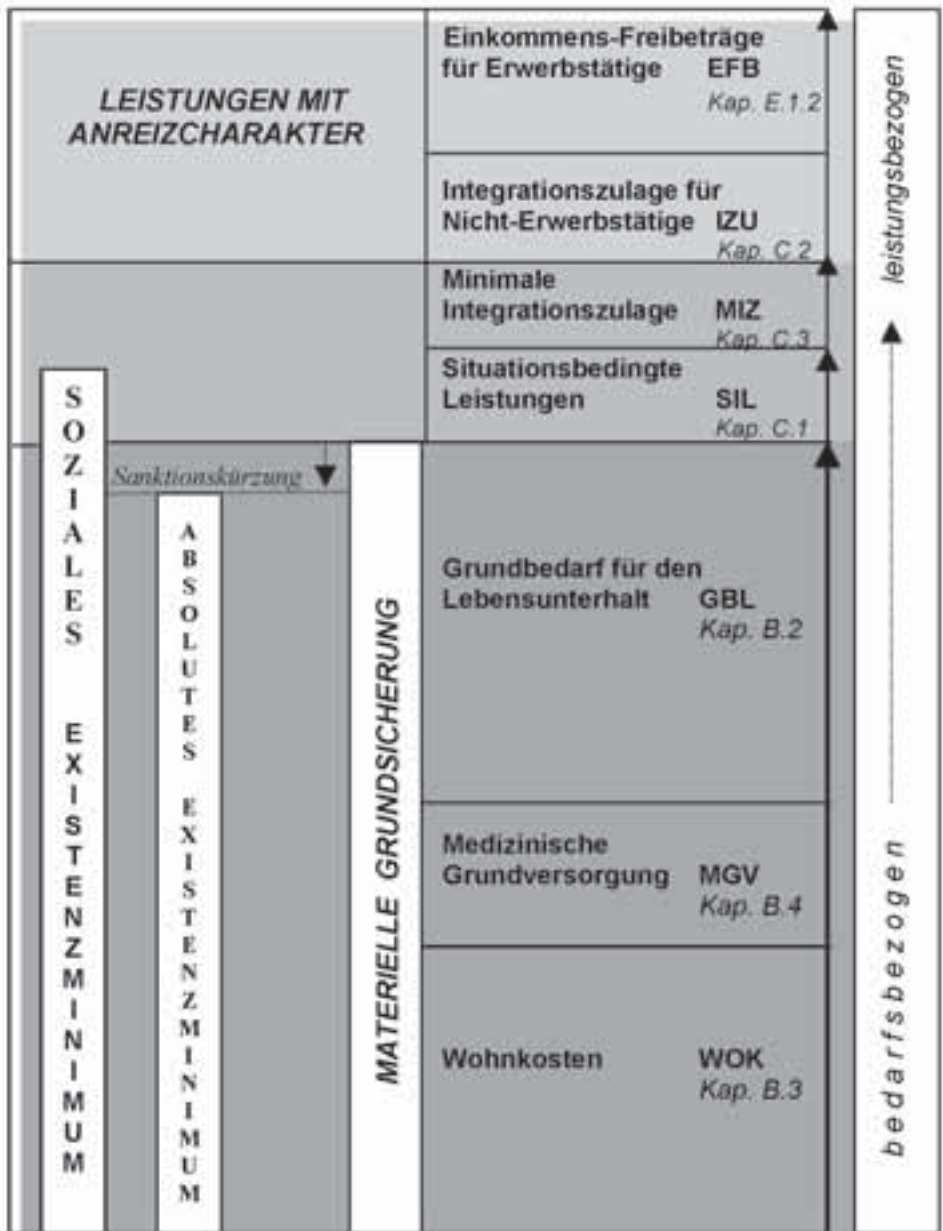 LEISTUNGEN MIT
ANREIZCHARAKTER
Einkommens-Freibeträge
für Erwerbstätige EFB
Kap. E.1.2
Integrationszulage für
Nicht-Erwerbstätige IZU
Kap. C 2
Minimale
Integrationszulage MIZ
Kap. C.3
Situationsbedingte
Leistungen SIL
Kap. C.1
Sanktionskürzung
SOZIALES EXISTENZMINIMUM
ABSOLUTES EXISTENZMINIMUM
MATERIELLE GRUNDSICHERUNG
Grundbedarf für den
Lebensunterhalt GBL
Kap. B.2
Medizinische
Grundversorgung MGV
Kap. B.4
Wohnkosten WOK
Kap. B.3
leistungsbezogen
bedarfsbezogen